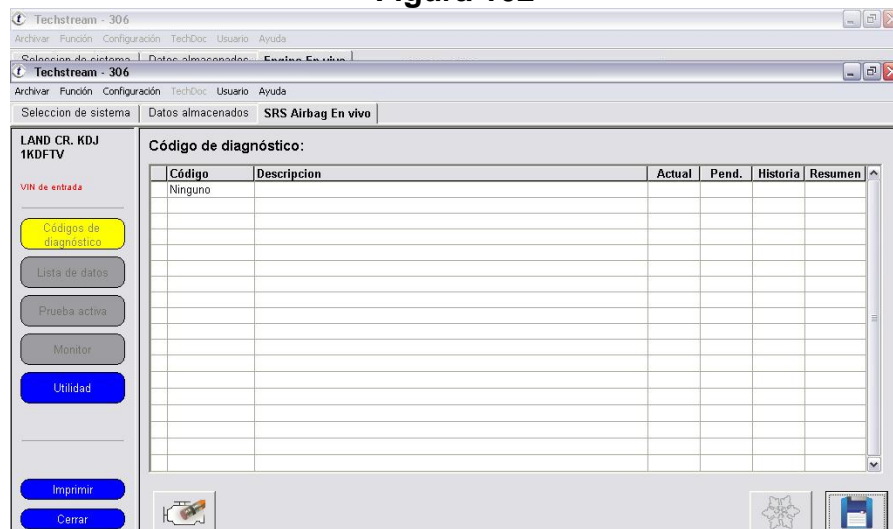 Techstream - 306
Archivar Función Configuración TechDoc Usuario Ayuda
Seleccion de sistema Datos almacenados Engine En vivo
Techstream - 306
Archivar Función Configuración TechDoc Usuario Ayuda
Seleccion de sistema Datos almacenados SRS Airbag En vivo
LAND CR. KDJ
1KDFTV
VIN de entrada
Códigos de
diagnóstico
Lista de datos
Prueba activa
Monitor
Utilidad
Imprimir
Cerrar
Código de diagnóstico:
Código Descripcion Actual Pend. Historia Resumen
Ninguno